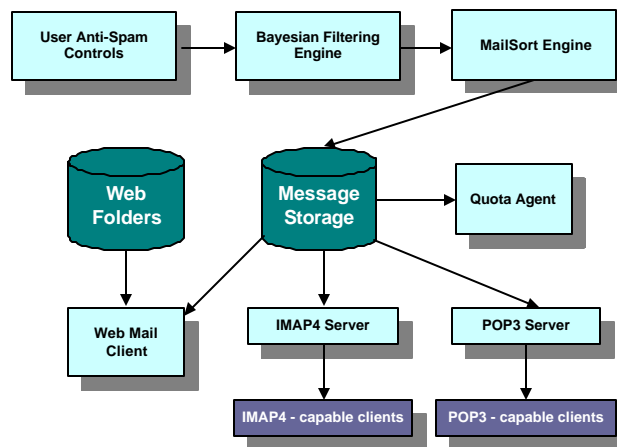 User Anti-Spam
Controls
Bayesian Filtering
Engine
MailSort Engine
Web
Folders
Message
Storage
Quota Agent
Web Mail
Client
IMAP4 Server
POP3 Server
IMAP4 - capable clients
POP3 - capable clients